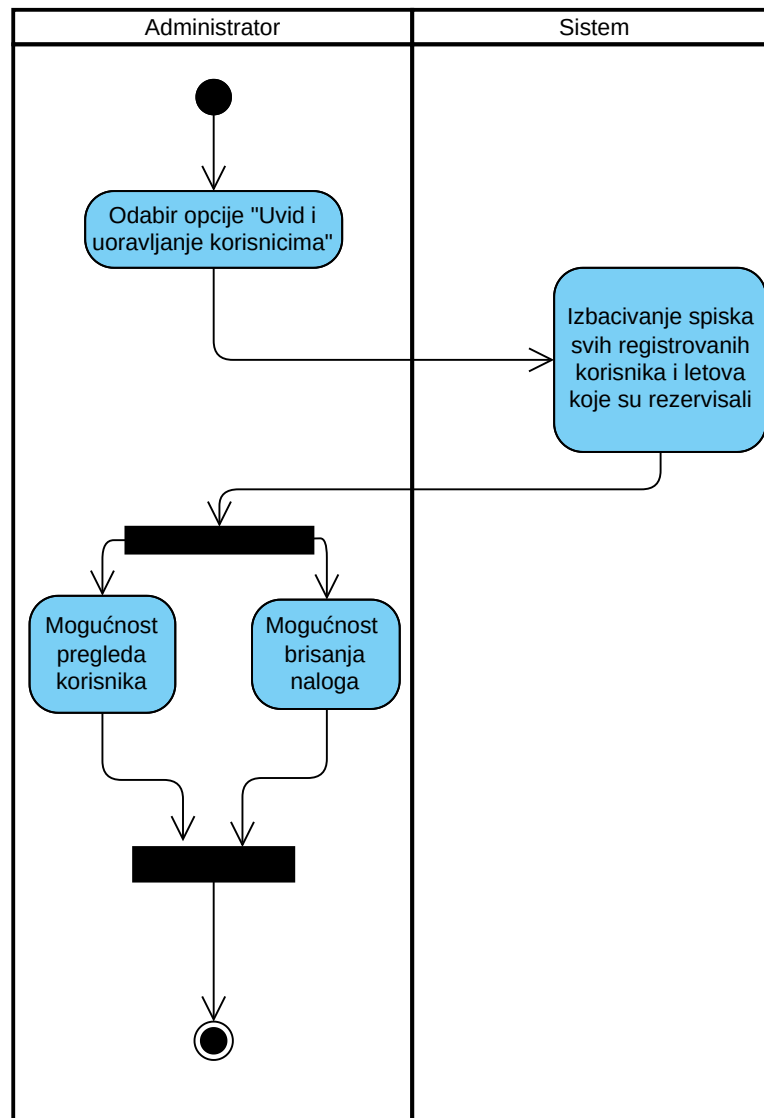 Administrator
Sistem
Odabir opcije "Uvid i
uoravljanje korisnicima"
Izbacivanje spiska
svih registrovanih
korisnika i letova
koje su rezervisali
Mogućnost
pregleda
korisnika
Mogućnost
brisanja
naloga